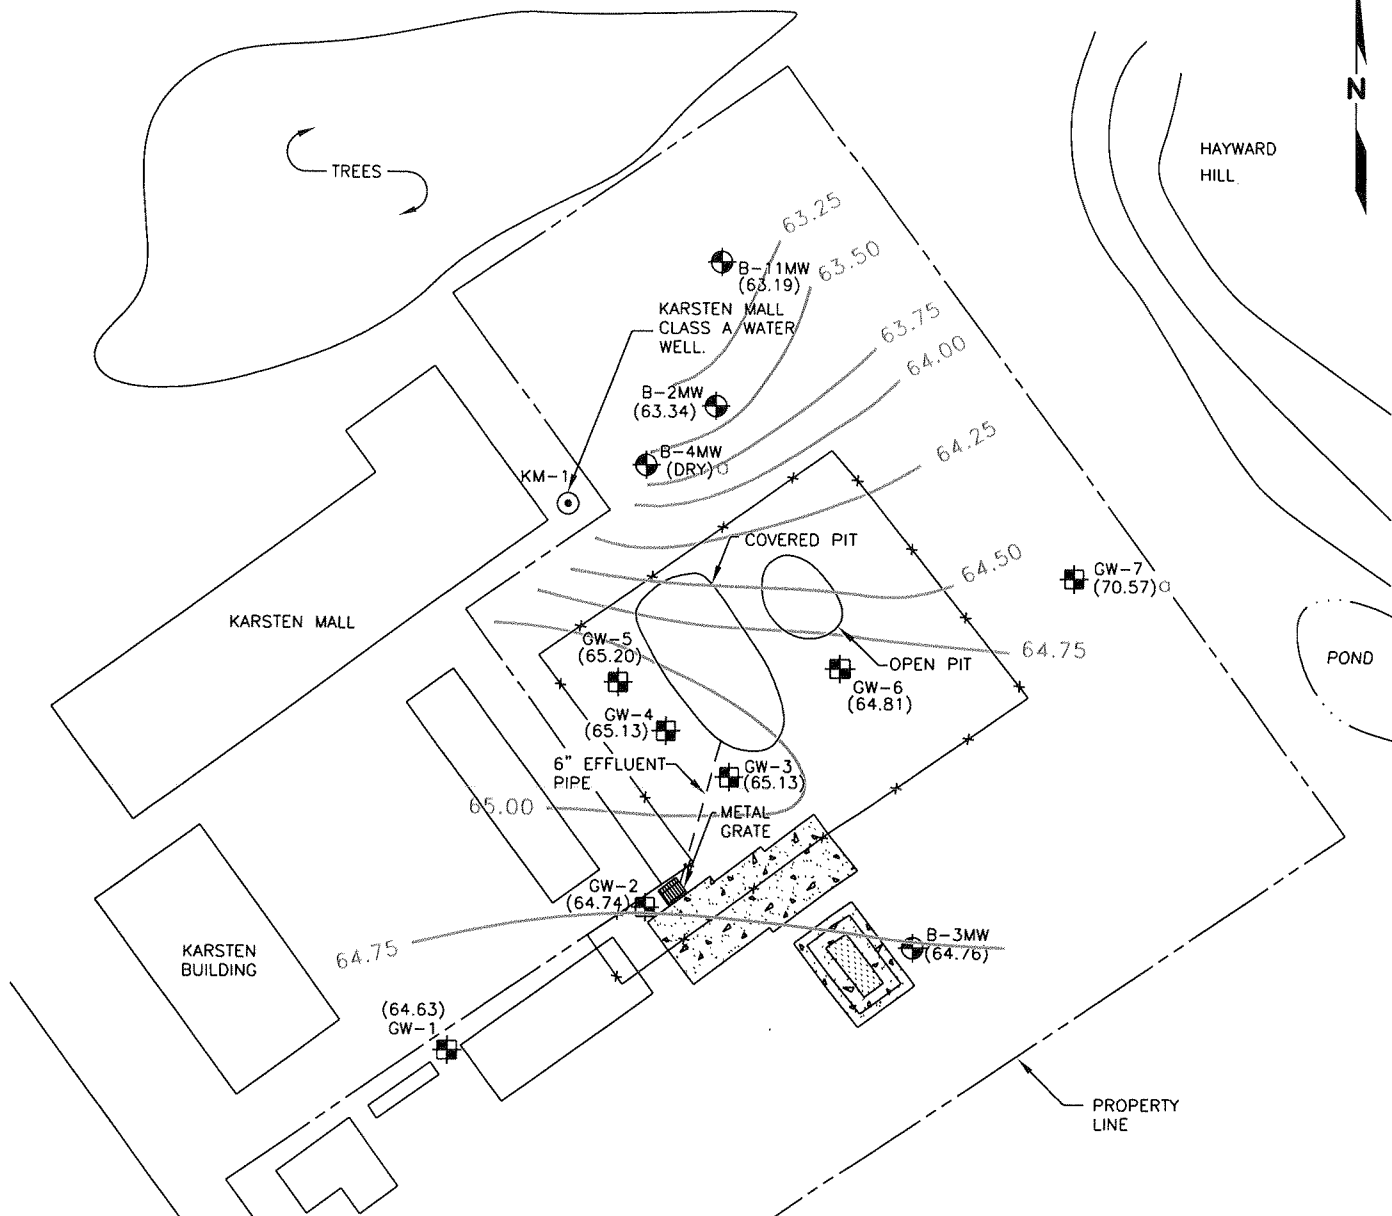 N
HAYWARD
HILL
TREES
63.25
63.50
B-11MW
(63.19)
KARSTEN MALL
CLASS A WATER
WELL.
63.75
64.00
B-2MW
(63.34)
64.25
B-4MW
(DRY)
KM-1
COVERED PIT
64.50
GW-7
(70.57)
KARSTEN MALL
GW-5
(65.20)
64.75
OPEN PIT
POND
GW-6
(64.81)
GW-4
(65.13)
6" EFFLUENT
PIPE
GW-3
(65.13)
65.00
METAL
GRATE
GW-2
(64.74)
B-3MW
(64.76)
64.75
KARSTEN
BUILDING
(64.63)
GW-1
PROPERTY
LINE